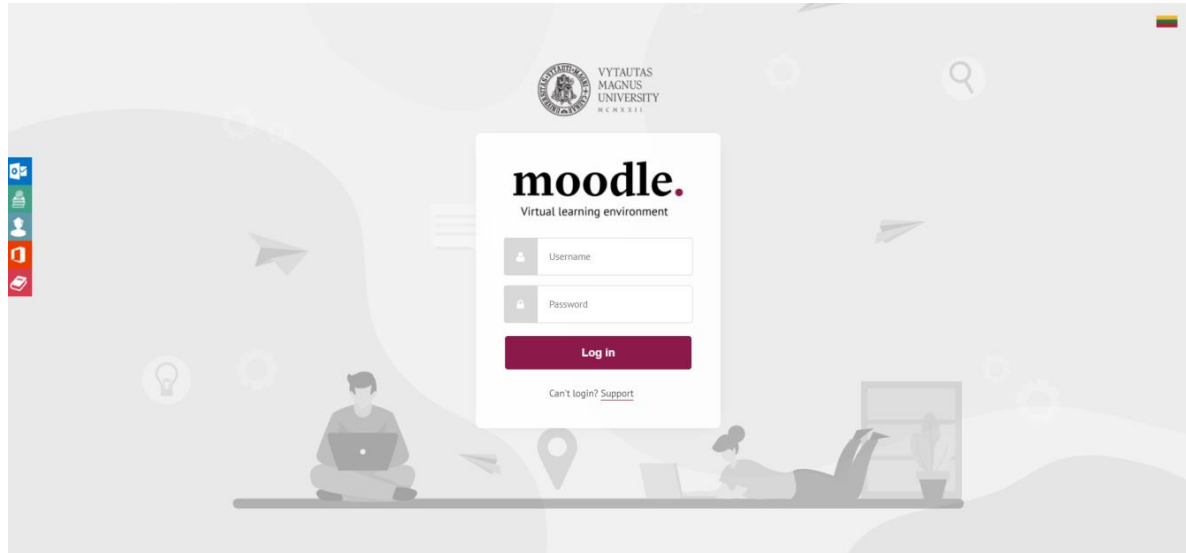 VYTAUTAS
MAGNUS
UNIVERSITY
MCMXXII
moodle.
Virtual learning environment
Username
Password
Log in
Can't login? Support